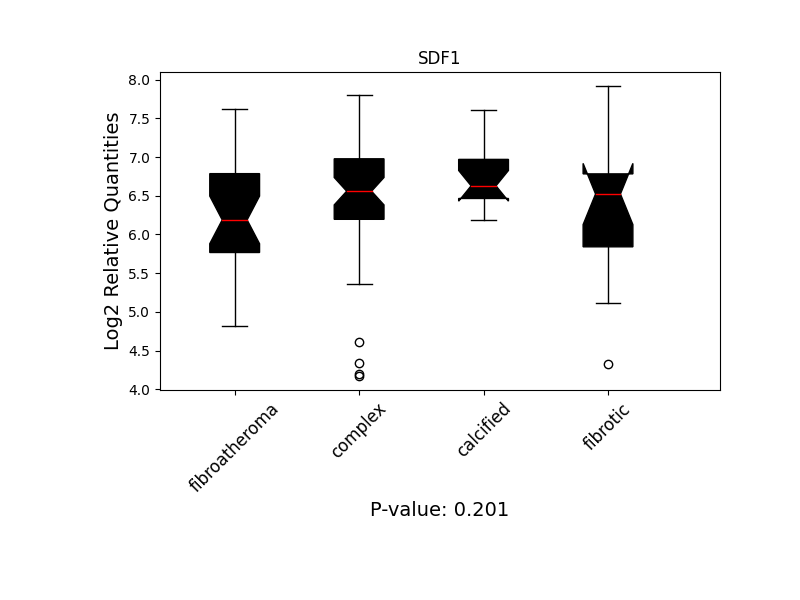 SDF1
Log2 Relative Quantities
8.0
7.5
7.0
6.5
6.0
5.5
5.0
4.5
4.0
fibroatheroma
complex
calcified
fibrotic
P-value: 0.201